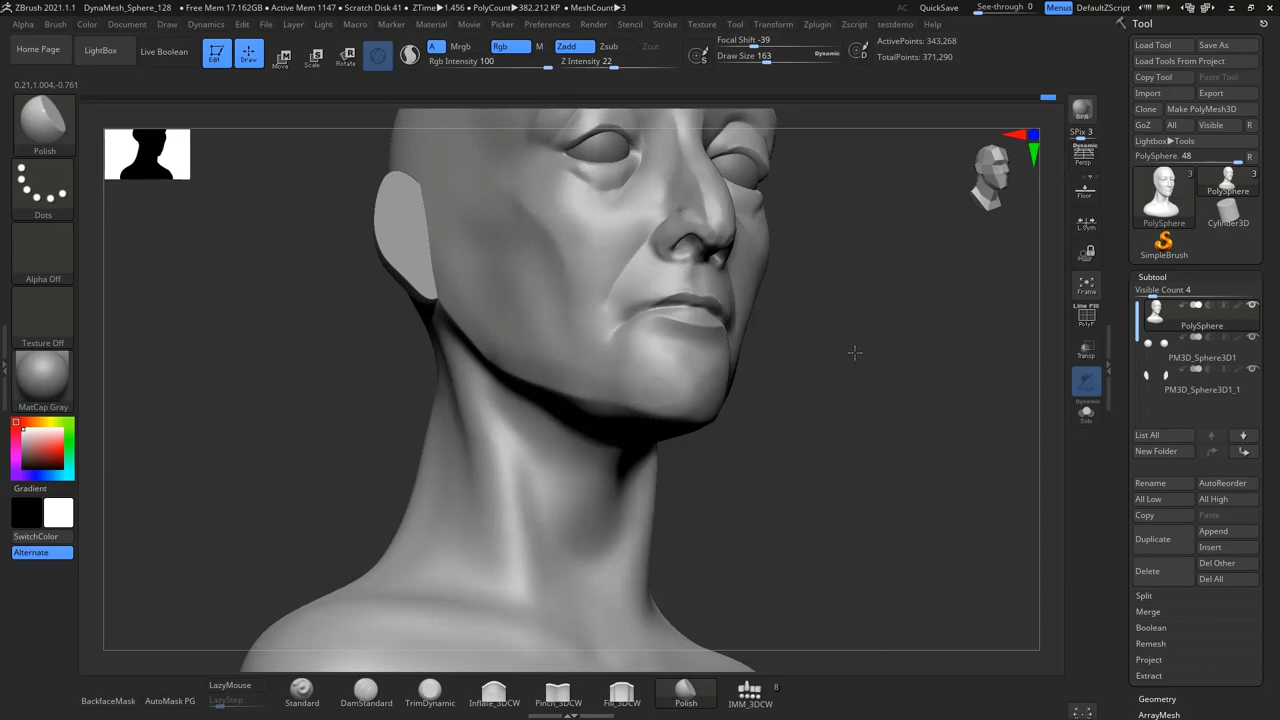 ZBrush 2021.1.1
DynaMesh_Sphere_128
● Free Mem 17.162GB ● Active Mem 1147 ● Scratch Disk 41 ● ZTime▶1.456 ● PolyCount▶382.212 KP ● MeshCount▶3
AC
QuickSave
See-through 0
Menus
DefaultZScript
Alpha Brush Color Document Draw Dynamics Edit File Layer Light Macro Marker Material Movie Picker Preferences Render Stencil Stroke Texture Tool Transform Zplugin Zscript testdemo View
Tool
Home Page
LightBox
Live Boolean
Edit
Draw
Move
Scale
Rotate
A
Mrgb
Rgb
M
Zadd
Zsub
Zcut
Rgb Intensity 100
Z Intensity 22
S
Focal Shift -39
Draw Size 163
Dynamic
D
ActivePoints: 343,268
TotalPoints: 371,290
0.21,1.004,-0.761
Polish
Dots
Alpha Off
Texture Off
MatCap Gray
Gradient
SwitchColor
Alternate
BPR
SPix 3
Dynamic
Persp
Floor
L.Sym
Frame
Line Fill
PolyF
Transp
Dynamic
Solo
Load Tool
Save As
Load Tools From Project
Copy Tool
Paste Tool
Import
Export
Clone
Make PolyMesh3D
GoZ
All
Visible
R
Lightbox▶Tools
PolySphere. 48
R
3
3
PolySphere
PolySphere
Cylinder3D
SimpleBrush
Subtool
Visible Count 4
PolySphere
PM3D_Sphere3D1
PM3D_Sphere3D1_1
List All
New Folder
Rename
AutoReorder
All Low
All High
Copy
Paste
Duplicate
Append
Insert
Delete
Del Other
Del All
Split
Merge
Boolean
Remesh
Project
Extract
Geometry
ArrayMesh
BackfaceMask
AutoMask PG
LazyMouse
LazyStep
Standard
DamStandard
TrimDynamic
Inflate_3DCW
Pinch_3DCW
Fill_3DCW
Polish
IMM_3DCW
8